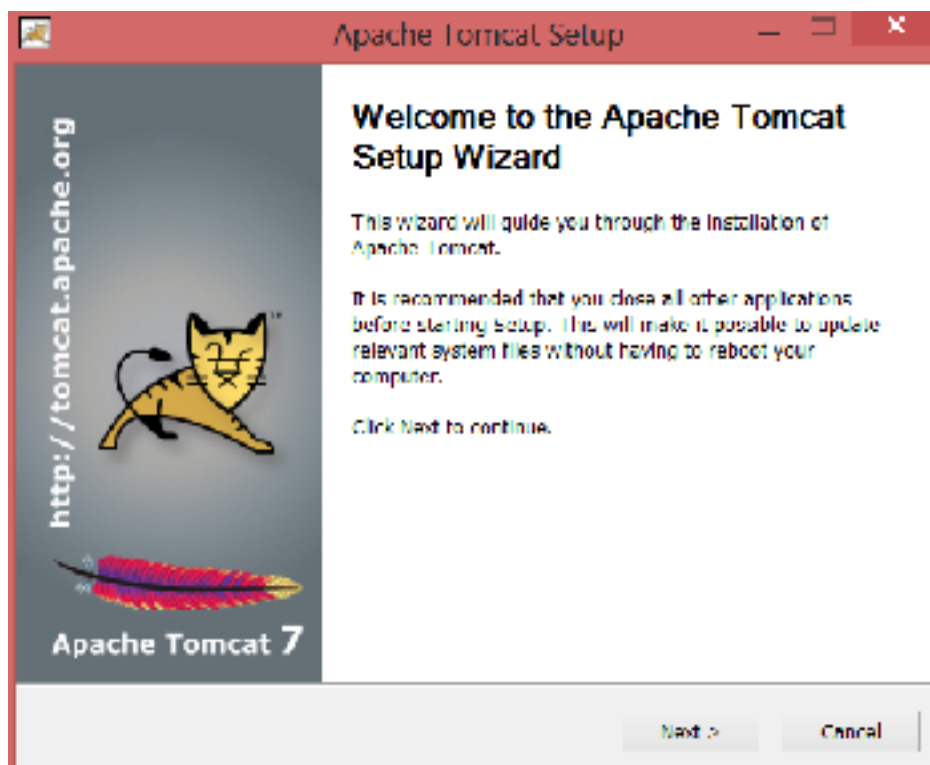 Apache Tomcat Setup
http://tomcat.apache.org
Apache Tomcat 7
Welcome to the Apache Tomcat
Setup Wizard
This wizard will guide you through the installation of
Apache Tomcat.
It is recommended that you close all other applications
before starting Setup. This will make it possible to update
relevant system files without having to reboot your
computer.
Click Next to continue.
Next >
Cancel